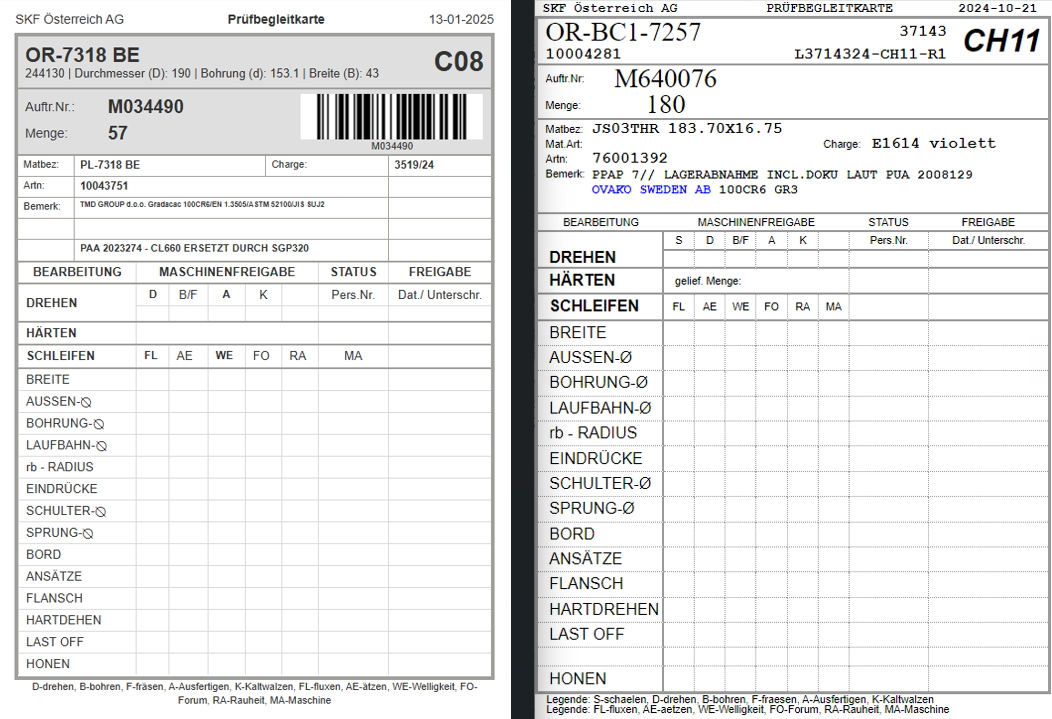 SKF Österreich AG Prüfbegleitkarte 13-01-2025
OR-7318 BE
C08
244130 | Durchmesser (D): 190 | Bohrung (d): 153.1 | Breite (B): 43
Auftr.Nr.: M034490
Menge: 57
M034490
Matbez: PL-7318 BE Charge: 3519/24
Artn: 10043751
Bemerk: TMD GROUP d.o.o. Gradacac 100CR6/EN 1.3505/ASTM 52100/JIS SUJ2
PAA 2023274 - CL660 ERSETZT DURCH SGP320
BEARBEITUNG MASCHINENFREIGABE STATUS FREIGABE
DREHEN D B/F A K Pers.Nr. Dat./ Unterschr.
HÄRTEN
SCHLEIFEN FL AE WE FO RA MA
BREITE
AUSSEN-⦰
BOHRUNG-⦰
LAUFBAHN-⦰
rb - RADIUS
EINDRÜCKE
SCHULTER-⦰
SPRUNG-⦰
BORD
ANSÄTZE
FLANSCH
HARTDEHEN
LAST OFF
HONEN
D-drehen, B-bohren, F-fräsen, A-Ausfertigen, K-Kaltwalzen, FL-fluxen, AE-ätzen, WE-Welligkeit, FO-
Forum, RA-Rauheit, MA-Maschine
SKF Österreich AG PRÜFBEGLEITKARTE 2024-10-21
OR-BC1-7257 37143 CH11
10004281 L3714324-CH11-R1
Auftr.Nr: M640076
Menge: 180
Matbez: JS03THR 183.70X16.75
Mat.Art: Charge: E1614 violett
Artn: 76001392
Bemerk: PPAP 7// LAGERABNAHME INCL.DOKU LAUT PUA 2008129
OVAKO SWEDEN AB 100CR6 GR3
BEARBEITUNG MASCHINENFREIGABE STATUS FREIGABE
S D B/F A K Pers.Nr. Dat./ Unterschr.
DREHEN
HÄRTEN gelief. Menge:
SCHLEIFEN FL AE WE FO RA MA
BREITE
AUSSEN-Ø
BOHRUNG-Ø
LAUFBAHN-Ø
rb - RADIUS
EINDRÜCKE
SCHULTER-Ø
SPRUNG-Ø
BORD
ANSÄTZE
FLANSCH
HARTDREHEN
LAST OFF
HONEN
Legende: S-schaelen, D-drehen, B-bohren, F-fraesen, A-Ausfertigen, K-Kaltwalzen
Legende: FL-fluxen, AE-aetzen, WE-Welligkeit, FO-Forum, RA-Rauheit, MA-Maschine